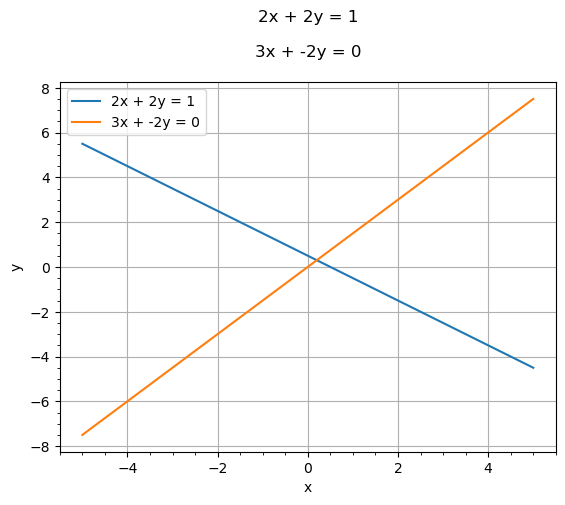 2x + 2y = 1
3x + -2y = 0
2x + 2y = 1
3x + -2y = 0
8
6
4
2
0
−2
−4
−6
−8
y
−4 −2 0 2 4
x